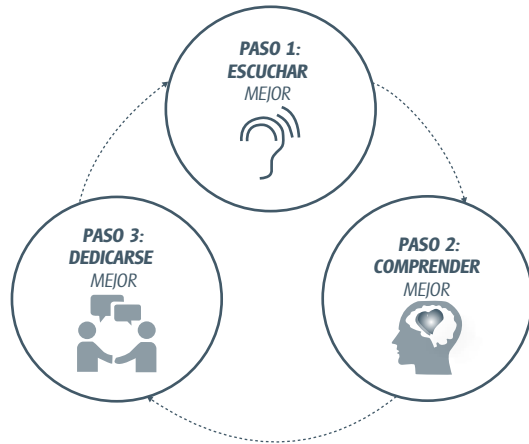 PASO 1:
ESCUCHAR
MEJOR
PASO 2:
COMPRENDER
MEJOR
PASO 3:
DEDICARSE
MEJOR